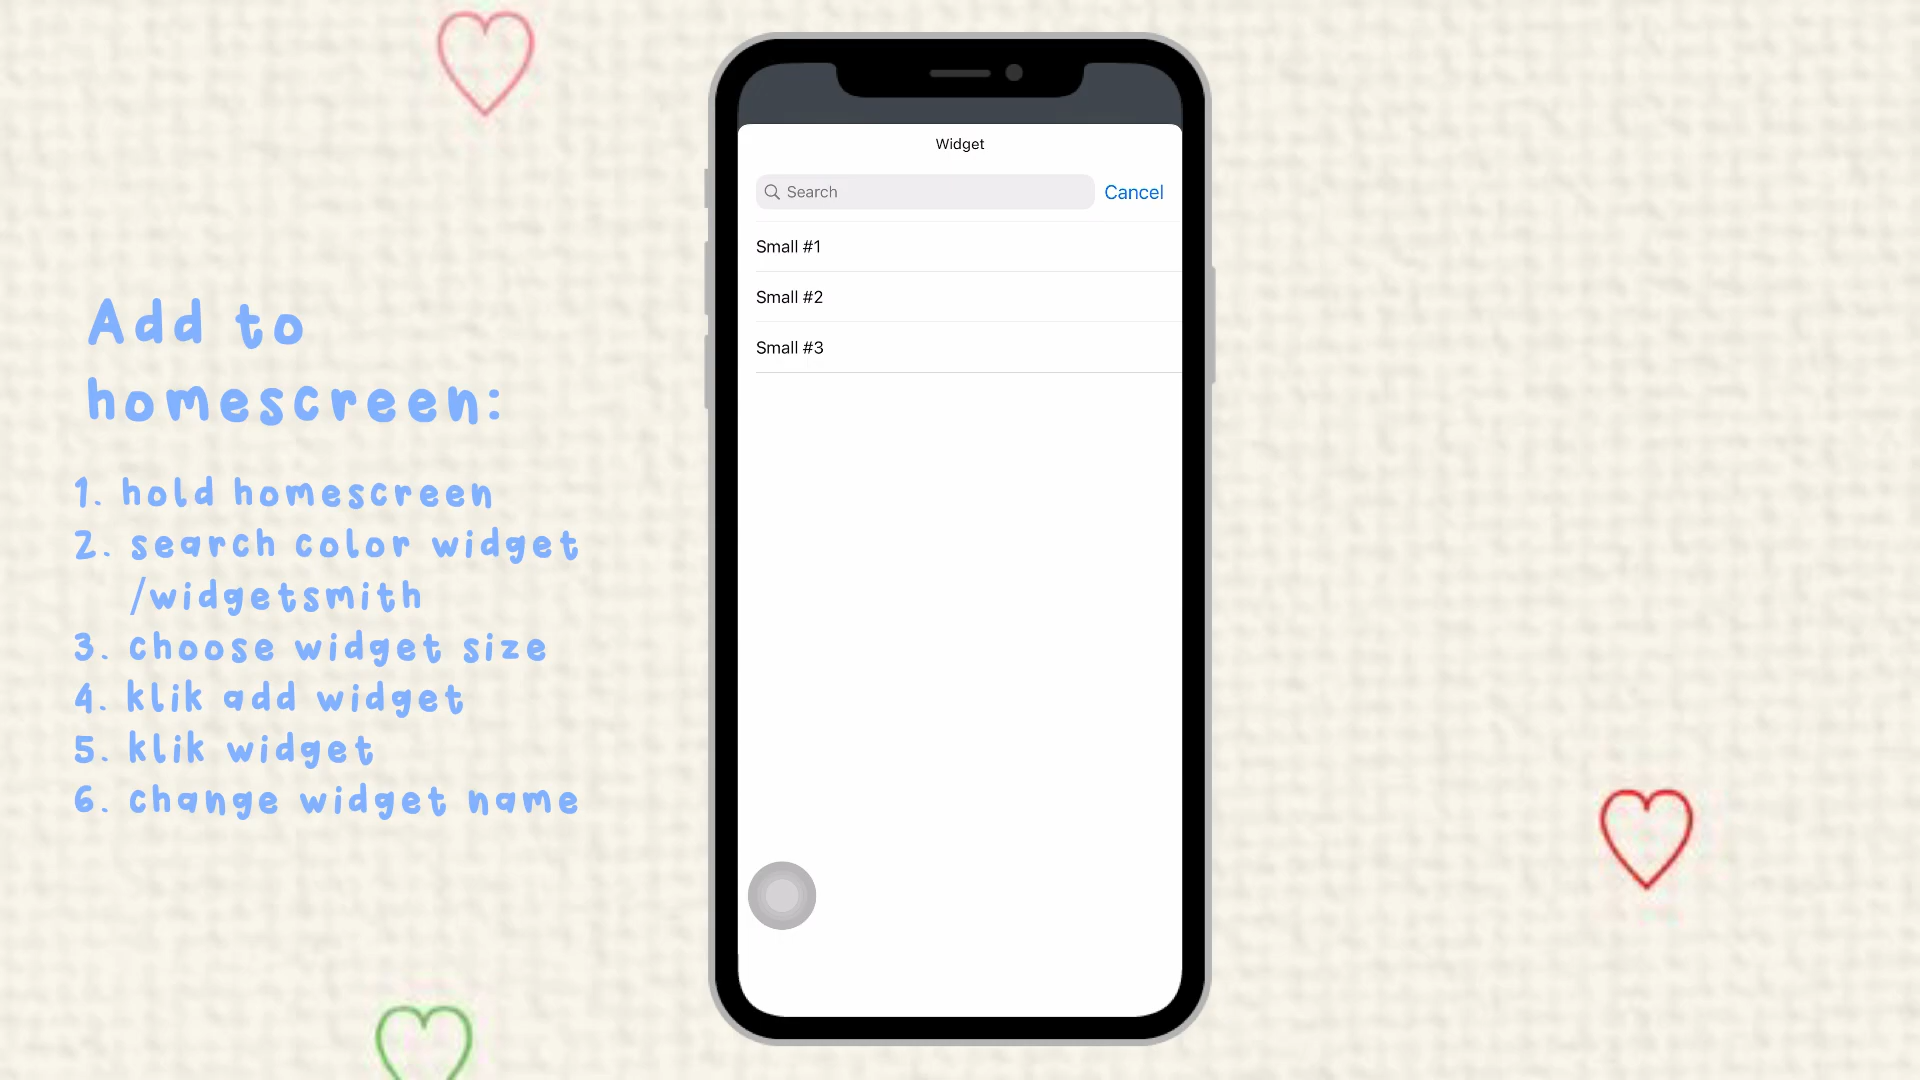 Add to
homescreen:
1. hold homescreen
2. search color widget
/widgetsmith
3. choose widget size
4. klik add widget
5. klik widget
6. change widget name
Widget
Search
Cancel
Small #1
Small #2
Small #3